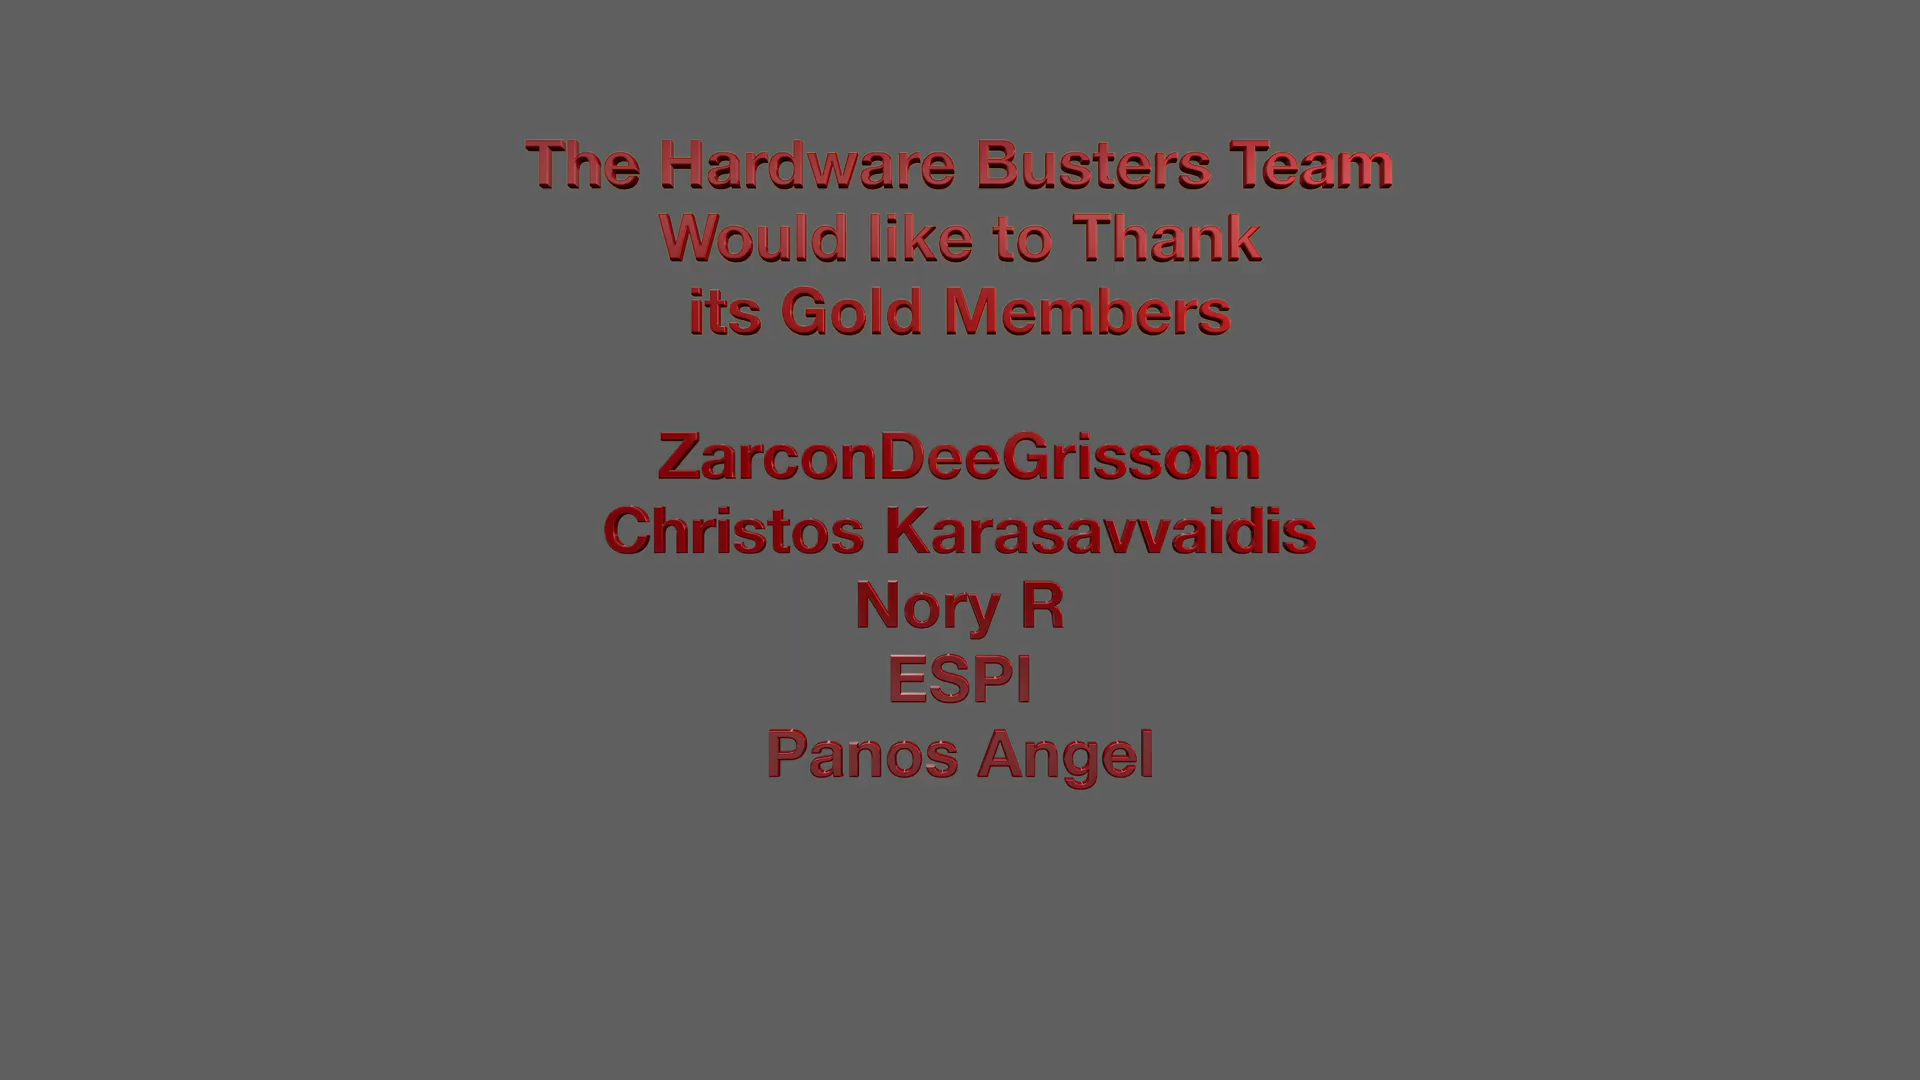 The Hardware Busters Team
Would like to Thank
its Gold Members
ZarconDeeGrissom
Christos Karasavvaidis
Nory R
ESPI
Panos Angel